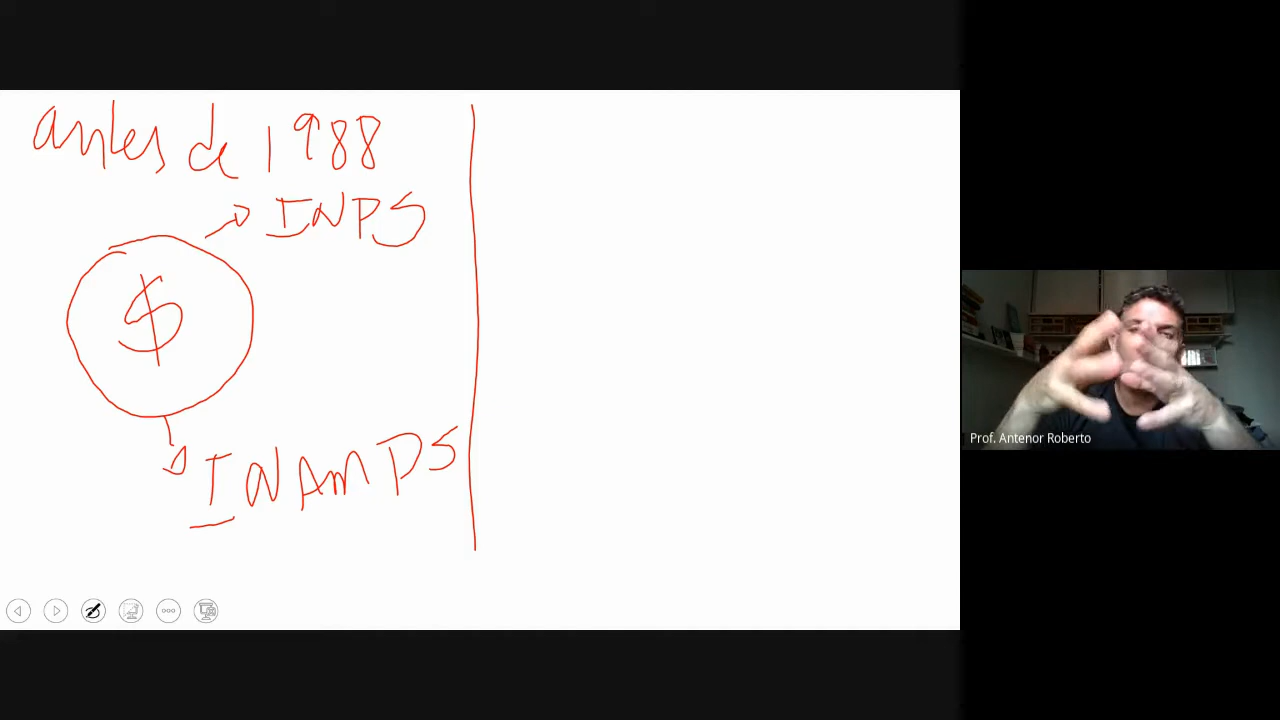 antes de 1988
INPS
$
INAMPS
Prof. Antenor Roberto